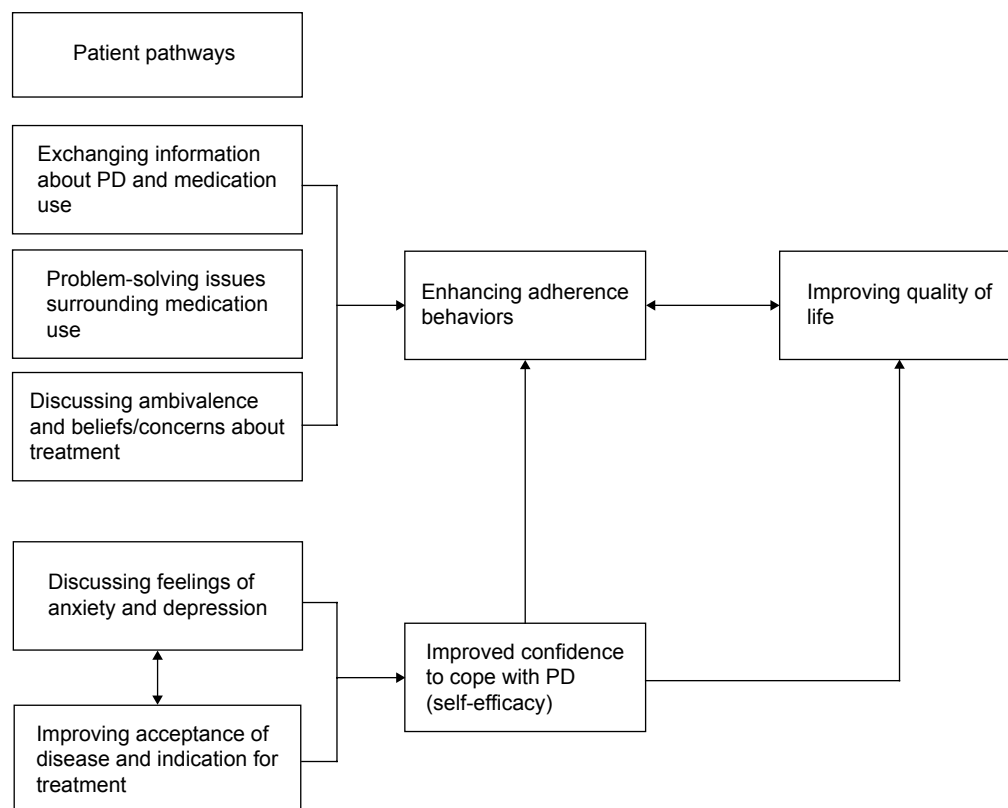 Patient pathways
Exchanging information
about PD and medication
use
Problem-solving issues
surrounding medication
use
Discussing ambivalence
and beliefs/concerns about
treatment
Enhancing adherence
behaviors
Improving quality of
life
Discussing feelings of
anxiety and depression
Improving acceptance of
disease and indication for
treatment
Improved confidence
to cope with PD
(self-efficacy)